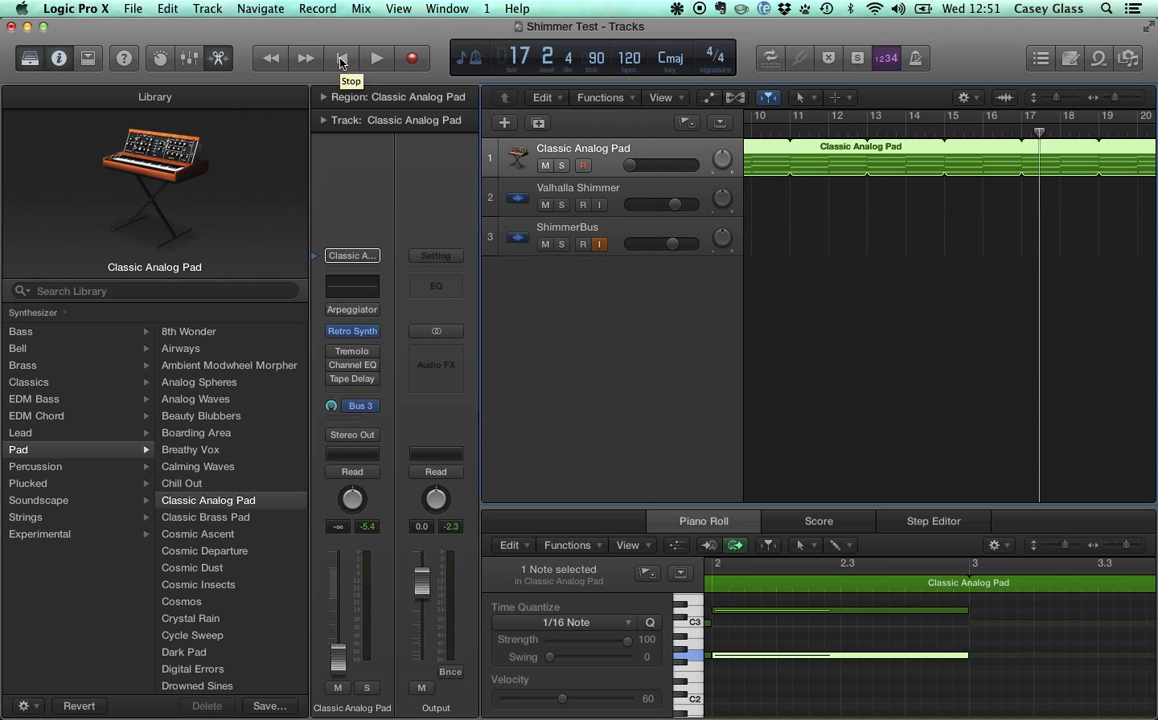 Logic Pro X File Edit Track Navigate Record Mix View Window 1 Help Wed 12:51 Casey Glass
Shimmer Test - Tracks
17 2 4 90 120 Cmaj 4/4
bar beat div tick bpm key signature
1234
Stop
Library
Region: Classic Analog Pad
Track: Classic Analog Pad
Edit Functions View
10 11 12 13 14 15 16 17 18 19 20
1 Classic Analog Pad
M S R
2 Valhalla Shimmer
M S R I
3 ShimmerBus
M S R I
Classic Analog Pad
Classic Analog Pad
Search Library
Synthesizer
Bass
Bell
Brass
Classics
EDM Bass
EDM Chord
Lead
Pad
Percussion
Plucked
Soundscape
Strings
Experimental
8th Wonder
Airways
Ambient Modwheel Morpher
Analog Spheres
Analog Waves
Beauty Blubbers
Boarding Area
Breathy Vox
Calming Waves
Chill Out
Classic Analog Pad
Classic Brass Pad
Cosmic Ascent
Cosmic Departure
Cosmic Dust
Cosmic Insects
Cosmos
Crystal Rain
Cycle Sweep
Dark Pad
Digital Errors
Drowned Sines
Revert Delete Save...
Classic A...
Arpeggiator
Retro Synth
Tremolo
Channel EQ
Tape Delay
Bus 3
Stereo Out
Read
-∞ -5.4
M S
Classic Analog Pad
Setting
EQ
Audio FX
Read
0.0 -2.3
Bnce
M
Output
Piano Roll Score Step Editor
Edit Functions View
1 Note selected
in Classic Analog Pad
Time Quantize
1/16 Note Q
Strength 100
Swing 0
Velocity
60
2 2.3 3 3.3
Classic Analog Pad
C3
C2